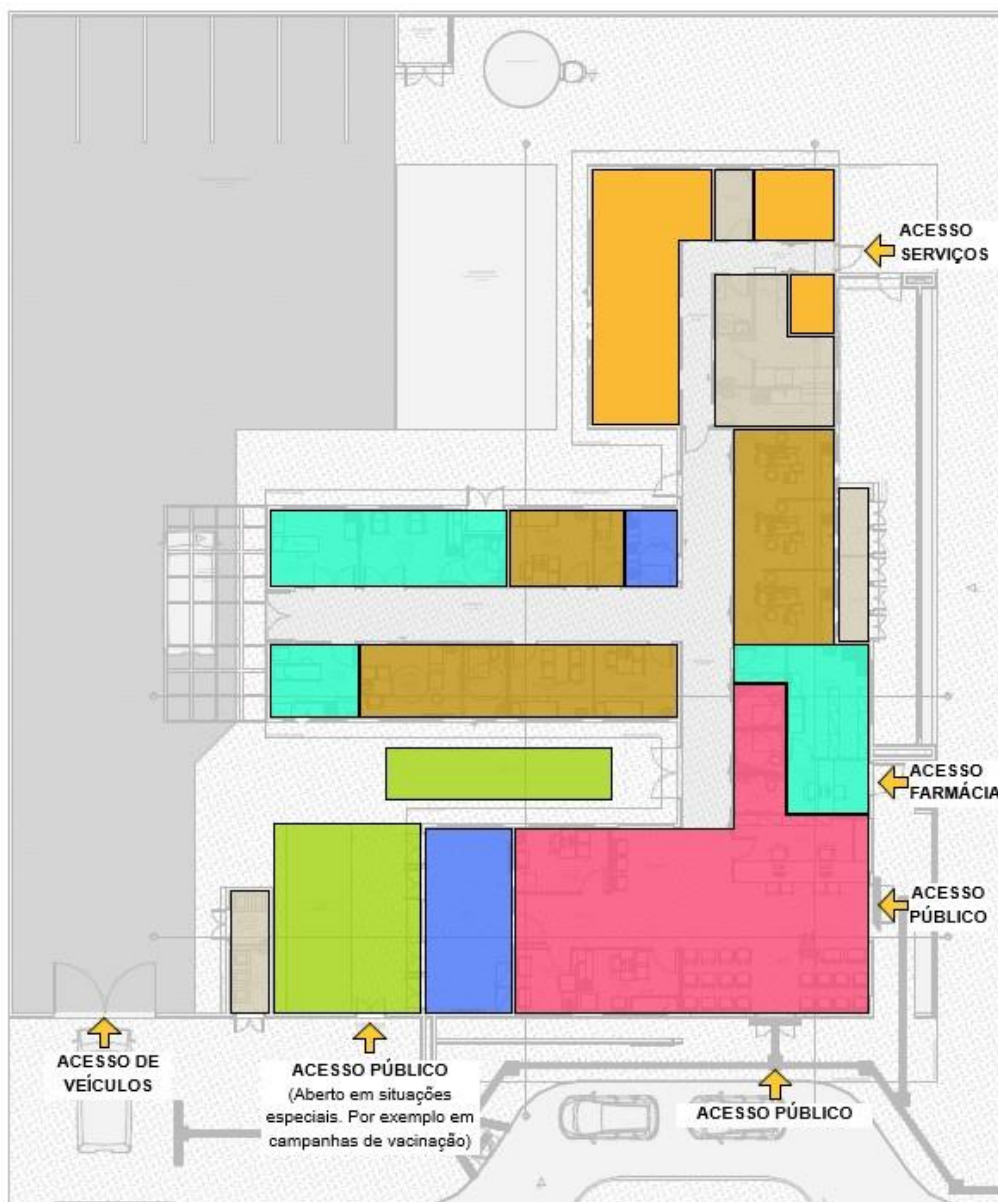 ACESSO
SERVIÇOS
ACESSO
FARMÁCIA
ACESSO
PÚBLICO
ACESSO DE
VEÍCULOS
ACESSO PÚBLICO
(Aberto em situações
especiais. Por exemplo em
campanhas de vacinação)
ACESSO PÚBLICO